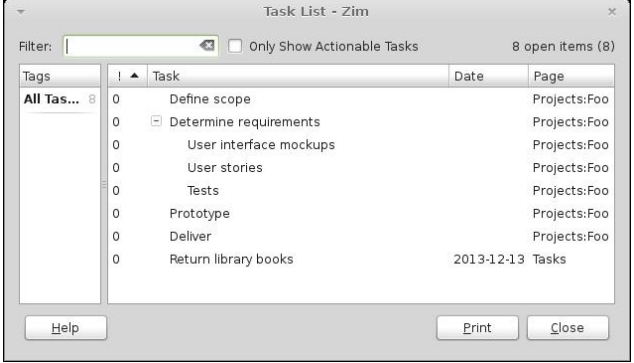 Task List - Zim
Filter: Only Show Actionable Tasks 8 open items (8)
Tags ! Task Date Page
All Tas... 8 0 Define scope Projects:Foo
0 Determine requirements Projects:Foo
0 User interface mockups Projects:Foo
0 User stories Projects:Foo
0 Tests Projects:Foo
0 Prototype Projects:Foo
0 Deliver Projects:Foo
0 Return library books 2013-12-13 Tasks
Help Print Close